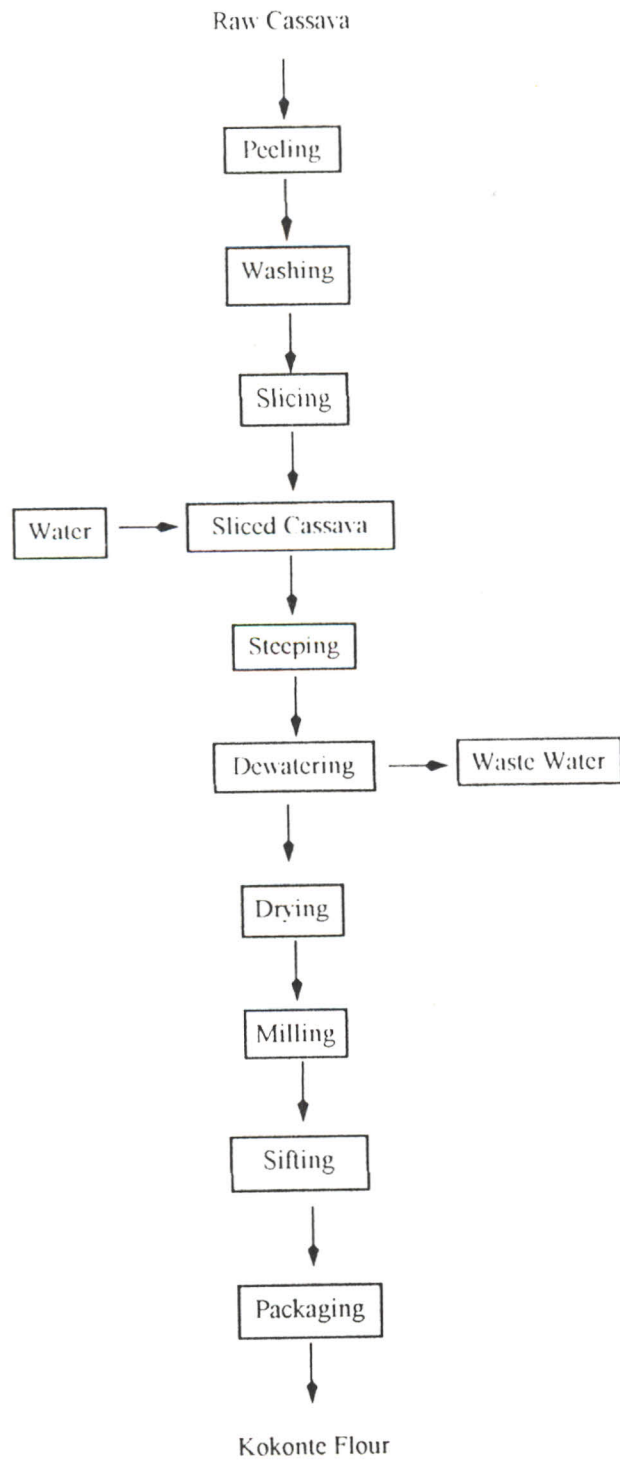 Raw Cassava
Peeling
Washing
Slicing
Water
Sliced Cassava
Steeping
Dewatering
Waste Water
Drying
Milling
Sifting
Packaging
Kokonte Flour